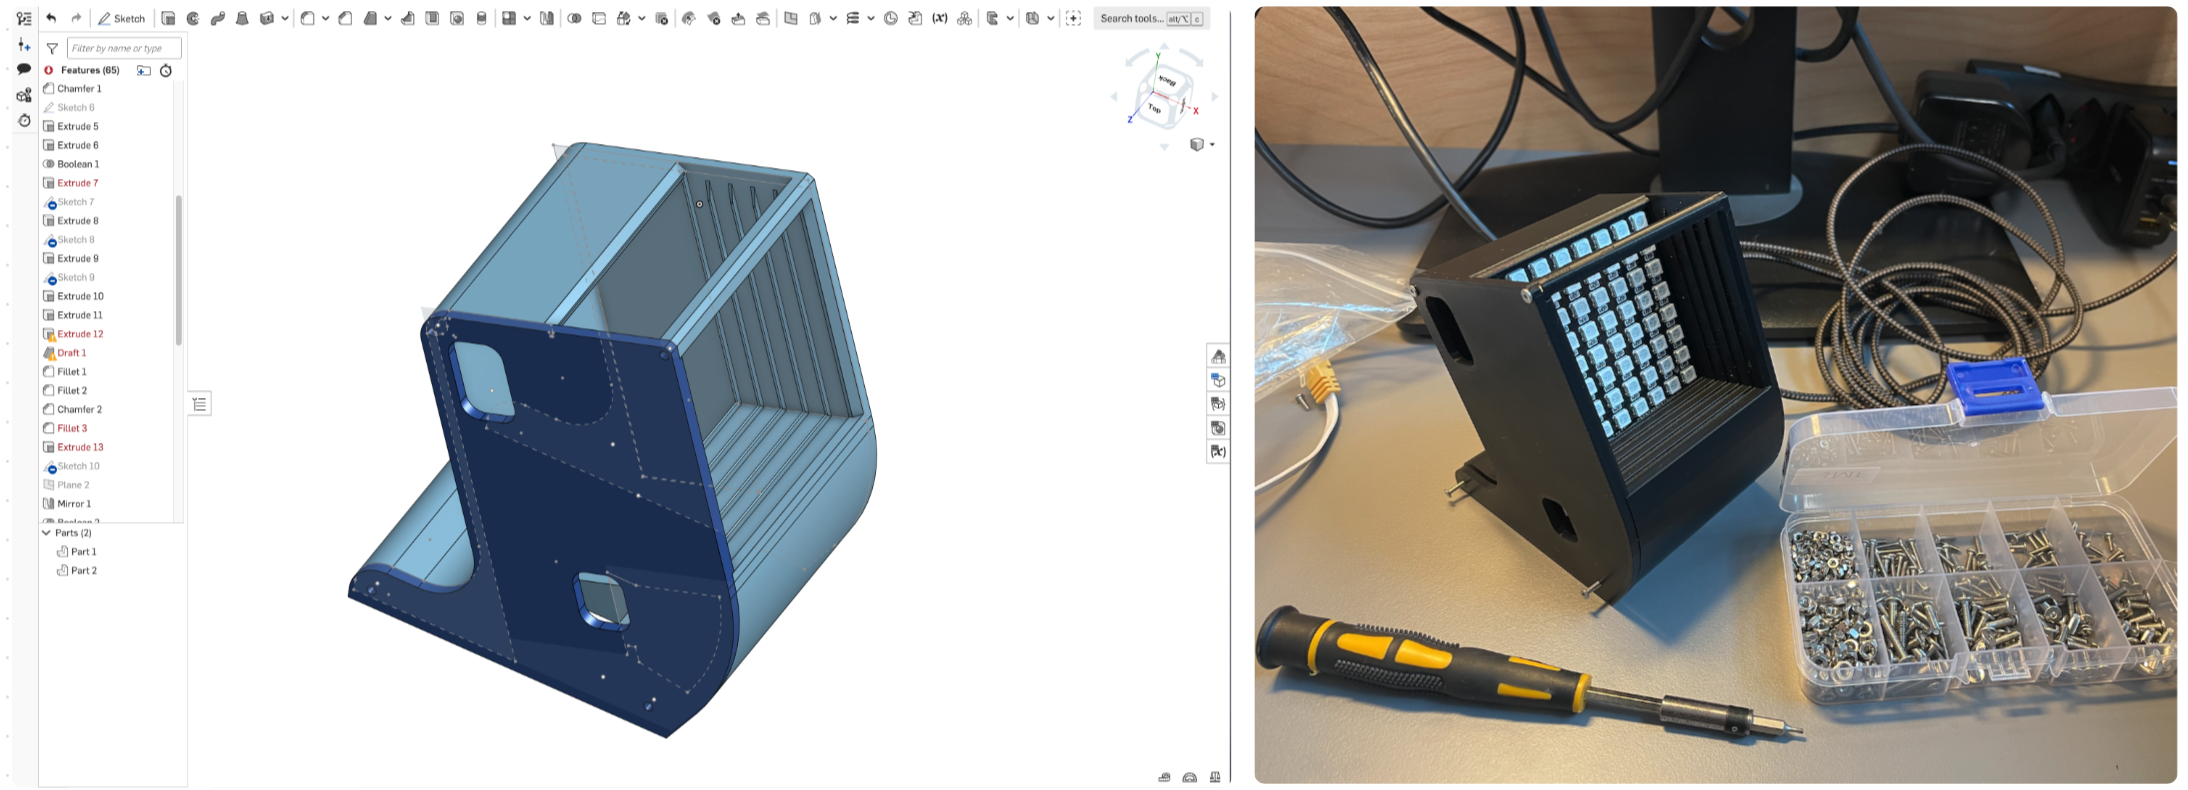 Sketch
Search tools...
alt/⌥
c
Filter by name or type
Features (65)
Chamfer 1
Sketch 6
Extrude 5
Extrude 6
Boolean 1
Extrude 7
Sketch 7
Extrude 8
Sketch 8
Extrude 9
Sketch 9
Extrude 10
Extrude 11
Extrude 12
Draft 1
Fillet 1
Fillet 2
Chamfer 2
Fillet 3
Extrude 13
Sketch 10
Plane 2
Mirror 1
Boolean 2
Parts (2)
Part 1
Part 2
Y
Back
Top
X
Z
(x)
(x)